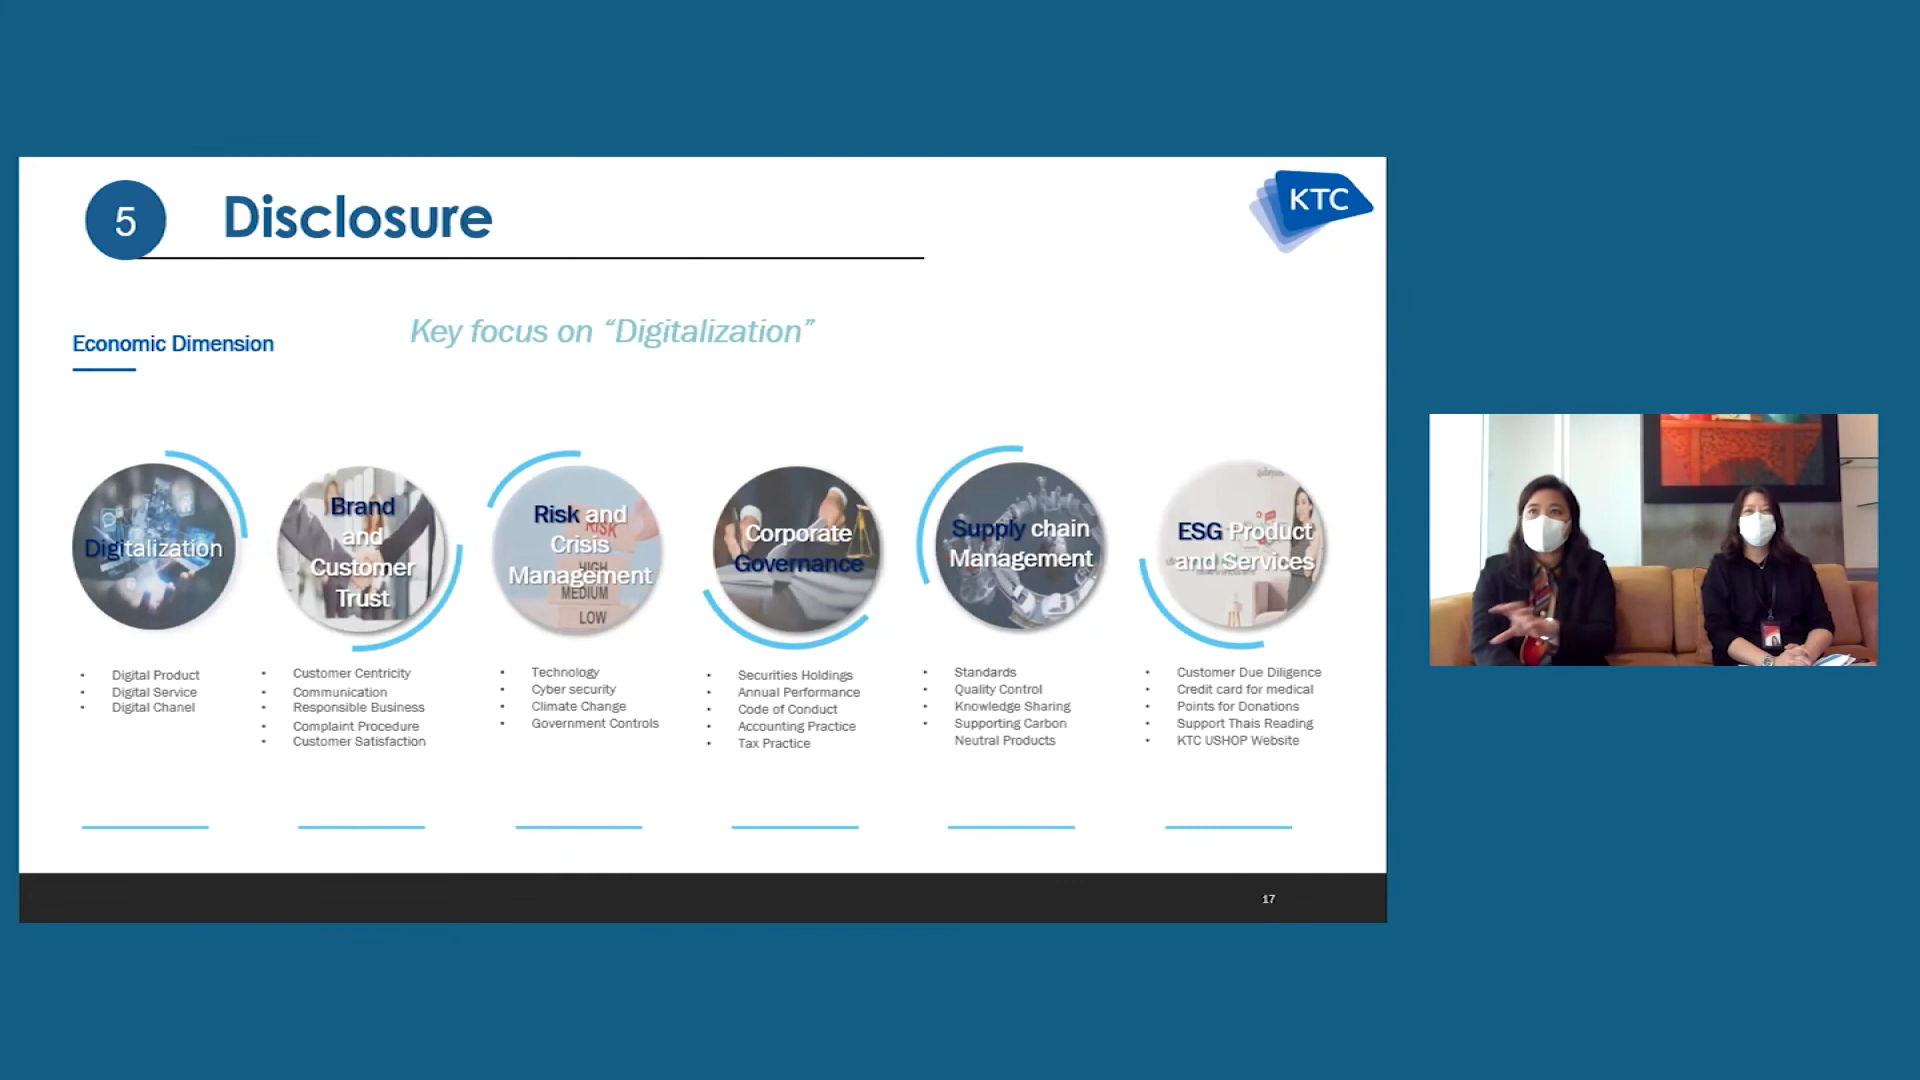 5
Disclosure
KTC
Economic Dimension
Key focus on “Digitalization”
Digitalization
Brand
and
Customer
Trust
Risk and
Crisis
Management
RISK
HIGH
MEDIUM
LOW
Corporate
Governance
Supply chain
Management
ESG Product
and Services
• Digital Product
• Digital Service
• Digital Chanel
• Customer Centricity
• Communication
• Responsible Business
• Complaint Procedure
• Customer Satisfaction
• Technology
• Cyber security
• Climate Change
• Government Controls
• Securities Holdings
• Annual Performance
• Code of Conduct
• Accounting Practice
• Tax Practice
• Standards
• Quality Control
• Knowledge Sharing
• Supporting Carbon
Neutral Products
• Customer Due Diligence
• Credit card for medical
• Points for Donations
• Support Thais Reading
• KTC USHOP Website
17